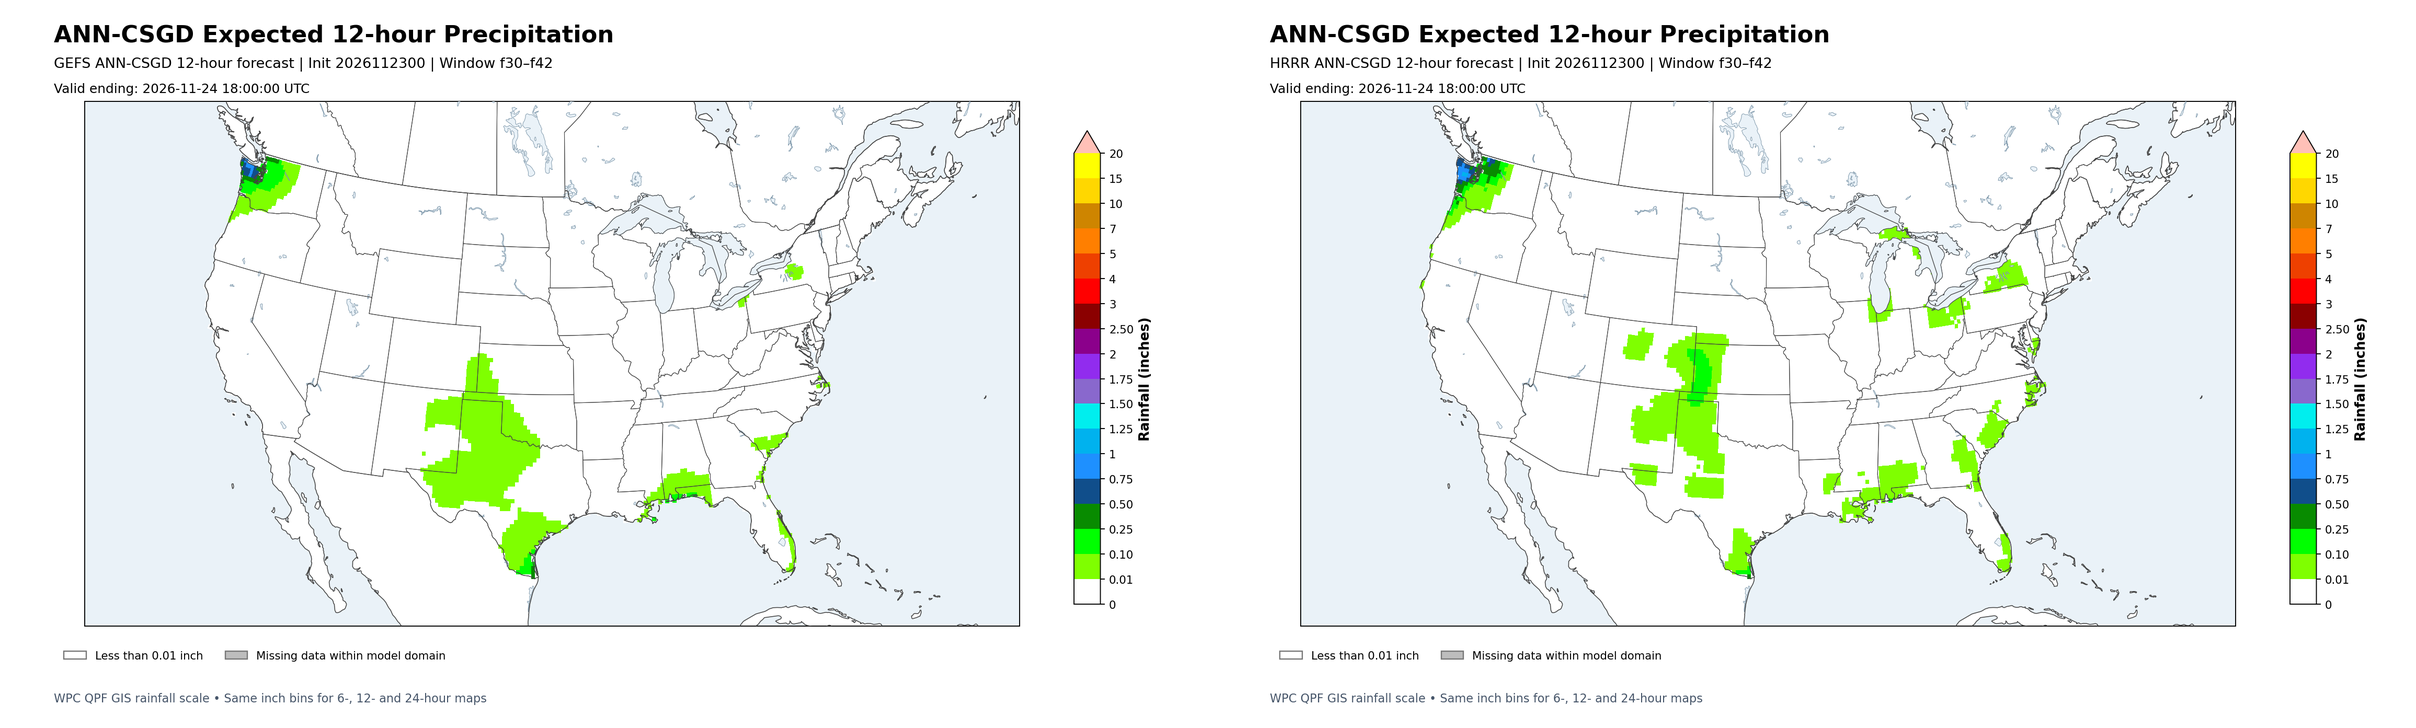 ANN-CSGD Expected 12-hour Precipitation
GEFS ANN-CSGD 12-hour forecast | Init 2026112300 | Window f30–f42
Valid ending: 2026-11-24 18:00:00 UTC
20
15
10
7
5
4
3
2.50
2
1.75
1.50
1.25
1
0.75
0.50
0.25
0.10
0.01
0
Rainfall (inches)
Less than 0.01 inch
Missing data within model domain
WPC QPF GIS rainfall scale • Same inch bins for 6-, 12- and 24-hour maps
ANN-CSGD Expected 12-hour Precipitation
HRRR ANN-CSGD 12-hour forecast | Init 2026112300 | Window f30–f42
Valid ending: 2026-11-24 18:00:00 UTC
20
15
10
7
5
4
3
2.50
2
1.75
1.50
1.25
1
0.75
0.50
0.25
0.10
0.01
0
Rainfall (inches)
Less than 0.01 inch
Missing data within model domain
WPC QPF GIS rainfall scale • Same inch bins for 6-, 12- and 24-hour maps